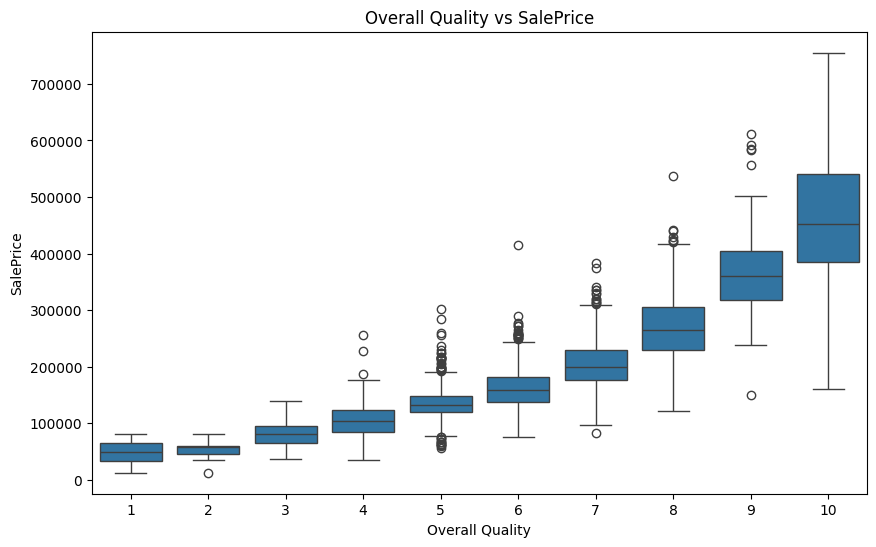 Overall Quality vs SalePrice
700000
600000
500000
400000
300000
200000
100000
0
SalePrice
1 2 3 4 5 6 7 8 9 10
Overall Quality